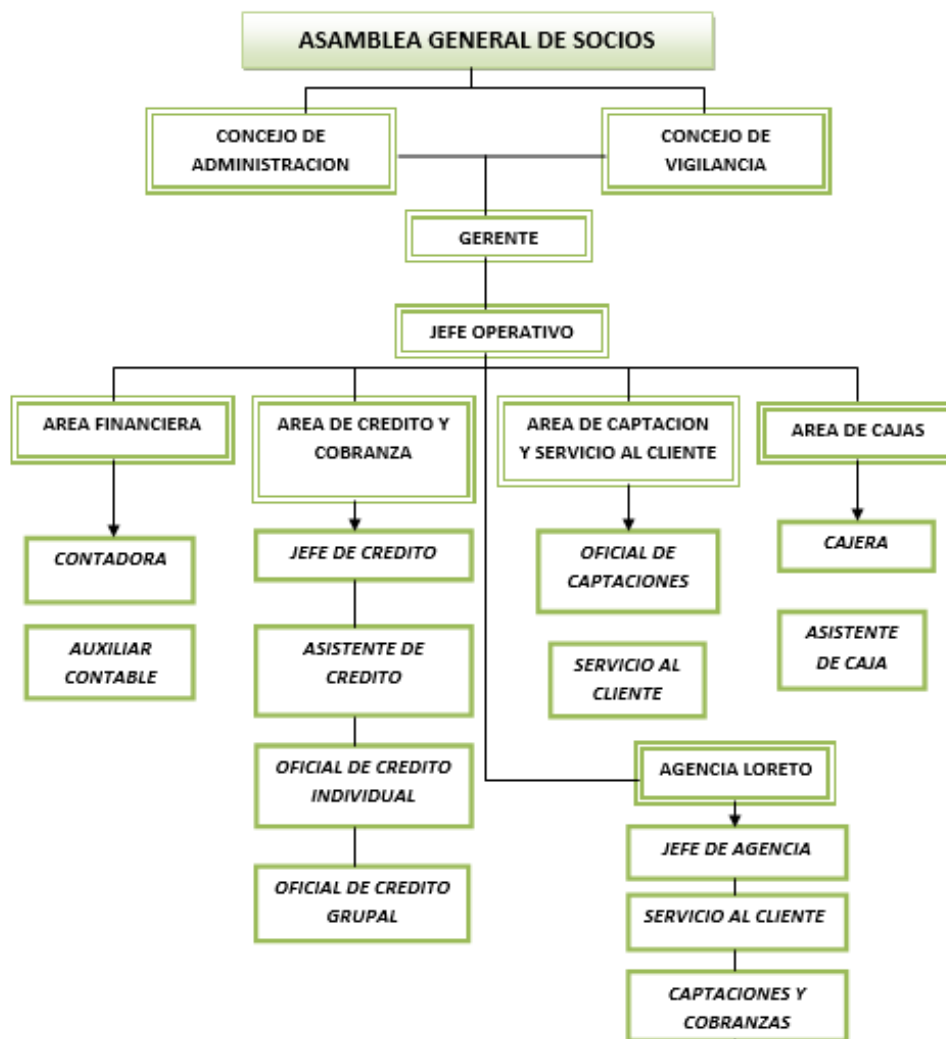 ASAMBLEA GENERAL DE SOCIOS
CONCEJO DE
ADMINISTRACION
CONCEJO DE
VIGILANCIA
GERENTE
JEFE OPERATIVO
AREA FINANCIERA
AREA DE CREDITO Y
COBRANZA
AREA DE CAPTACION
Y SERVICIO AL CLIENTE
AREA DE CAJAS
CONTADORA
AUXILIAR
CONTABLE
JEFE DE CREDITO
ASISTENTE DE
CREDITO
OFICIAL DE CREDITO
INDIVIDUAL
OFICIAL DE CREDITO
GRUPAL
OFICIAL DE
CAPTACIONES
SERVICIO AL
CLIENTE
CAJERA
ASISTENTE
DE CAJA
AGENCIA LORETO
JEFE DE AGENCIA
SERVICIO AL CLIENTE
CAPTACIONES Y
COBRANZAS